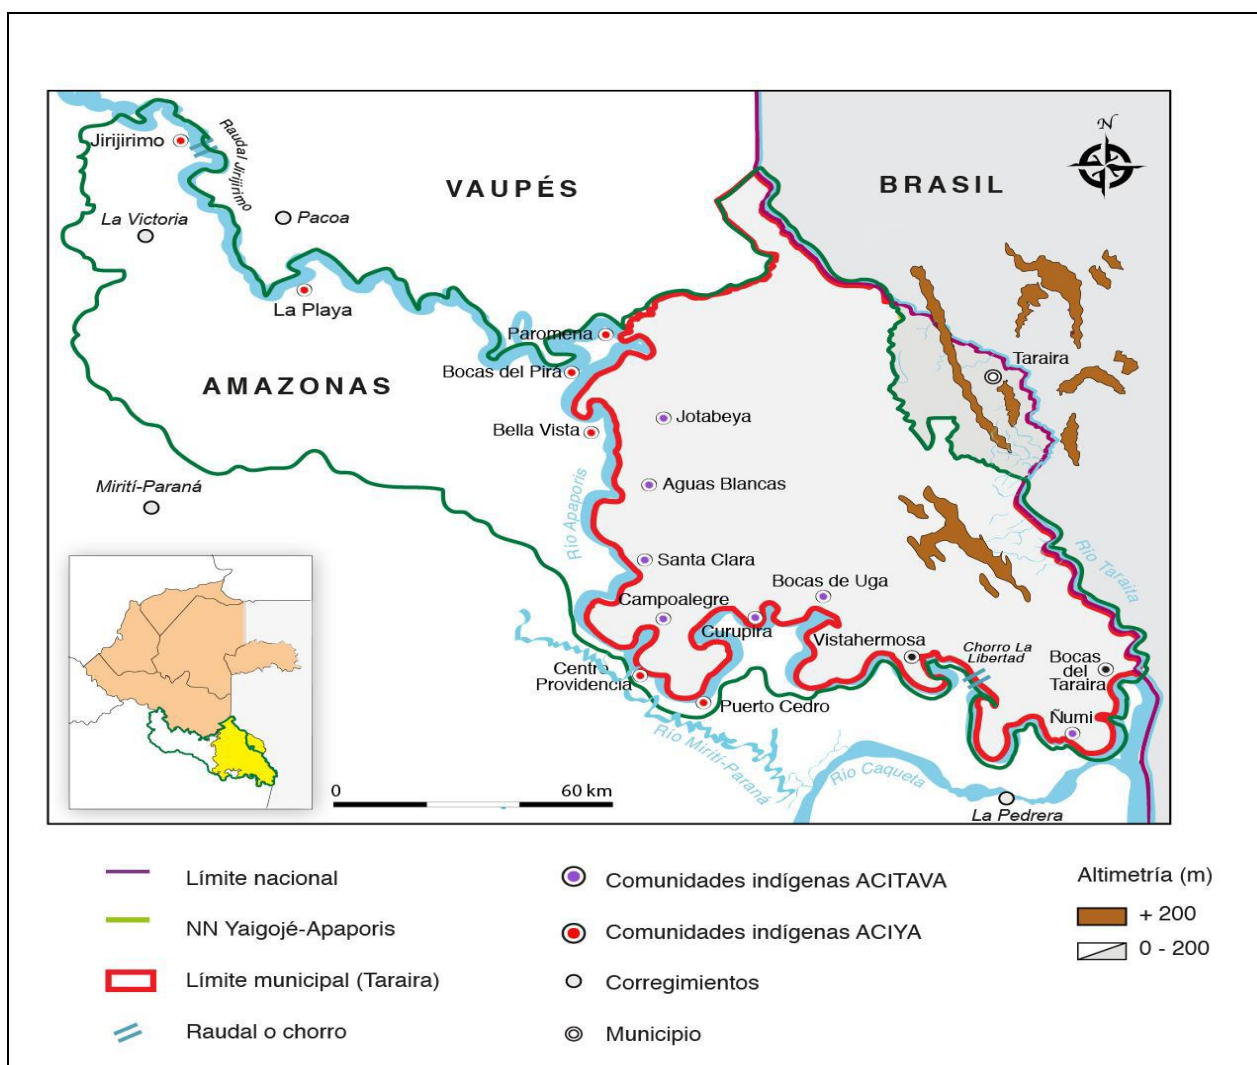 N
Jirijirimo
Raudal Jirijirimo
VAUPÉS
BRASIL
La Victoria
Pacoa
La Playa
Paromena
Bocas del Pirá
Taraira
AMAZONAS
Jotabeya
Bella Vista
Aguas Blancas
Mirití-Paraná
Río Apaporis
Santa Clara
Río Taraita
Bocas de Uga
Campoalegre
Curupira
Vistahermosa
Chorro La
Libertad
Bocas
del
Taraira
Centro
Providencia
Puerto Cedro
Ñumi
Río Mirití-Paraná
Río Caqueta
La Pedrera
0
60 km
Límite nacional
NN Yaigojé-Apaporis
Límite municipal (Taraira)
Raudal o chorro
Comunidades indígenas ACITAVA
Comunidades indígenas ACIYA
Corregimientos
Municipio
Altimetría (m)
+ 200
0 - 200